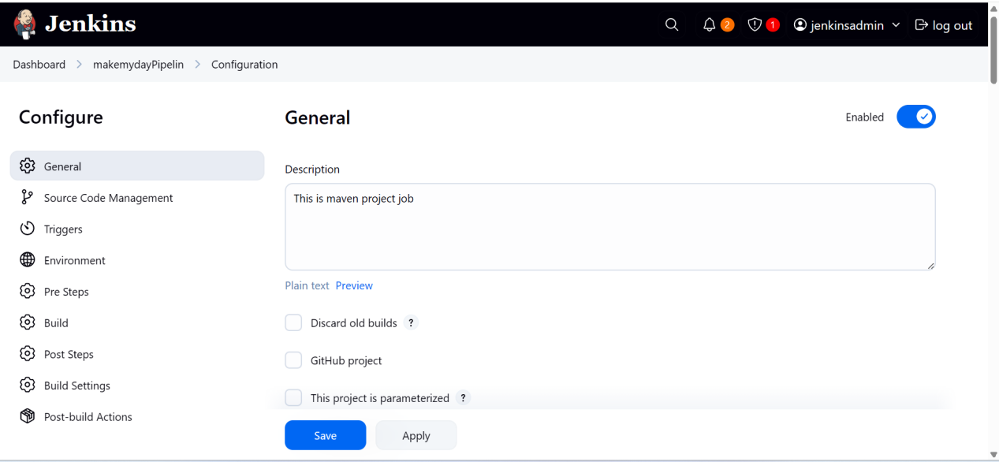 Jenkins
2
1
jenkinsadmin
log out
Dashboard > makemydayPipelin > Configuration
Configure
General
Source Code Management
Triggers
Environment
Pre Steps
Build
Post Steps
Build Settings
Post-build Actions
General
Enabled
Description
This is maven project job
Plain text Preview
Discard old builds ?
GitHub project
This project is parameterized ?
Save
Apply